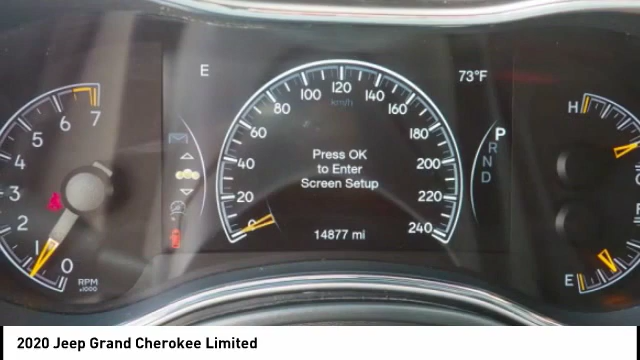 E
73°F
7
6
5
4
3
2
1
0
RPM
x1000
0
20
40
60
80
100
120
140
160
180
200
220
240
km/h
Press OK
to Enter
Screen Setup
14877 mi
P
R
N
D
H
E
2020 Jeep Grand Cherokee Limited